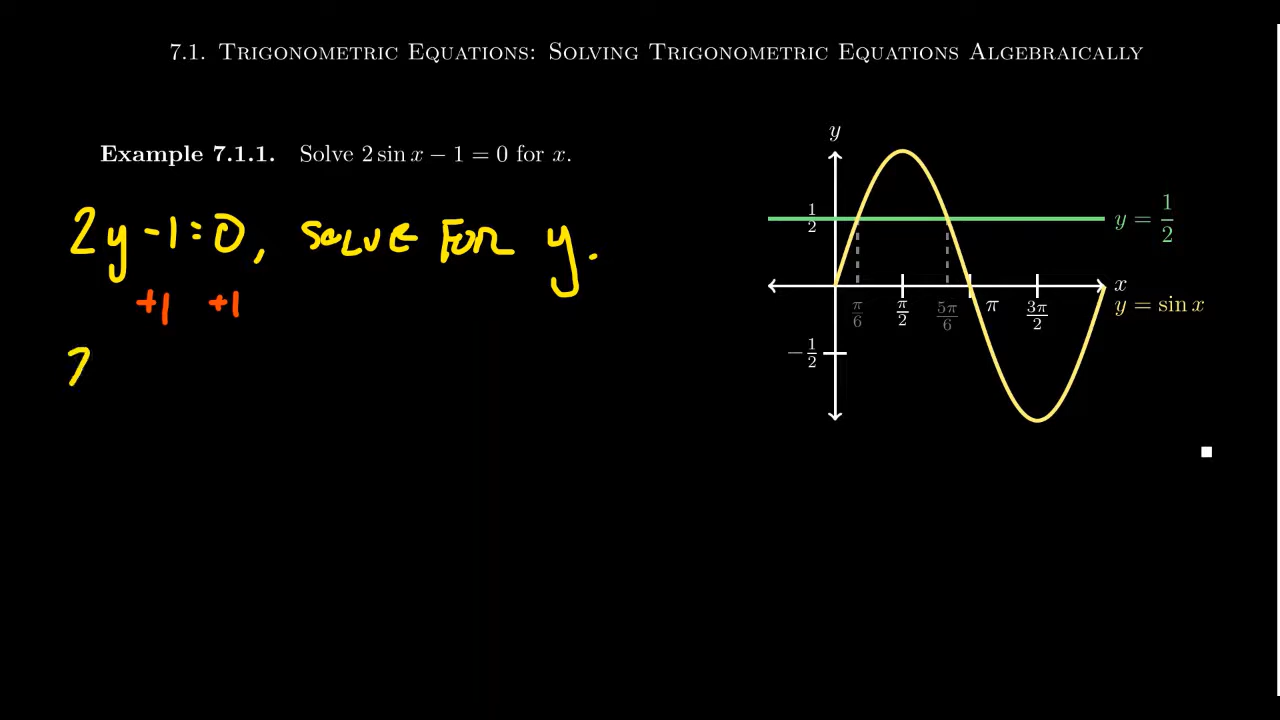 7.1. Trigonometric Equations: Solving Trigonometric Equations Algebraically
Example 7.1.1. Solve 2 sin x − 1 = 0 for x.
2y - 1 = 0, solve for y.
+1 +1
2
y
1/2
y = 1/2
x
π/6 π/2 5π/6 π 3π/2
y = sin x
−1/2